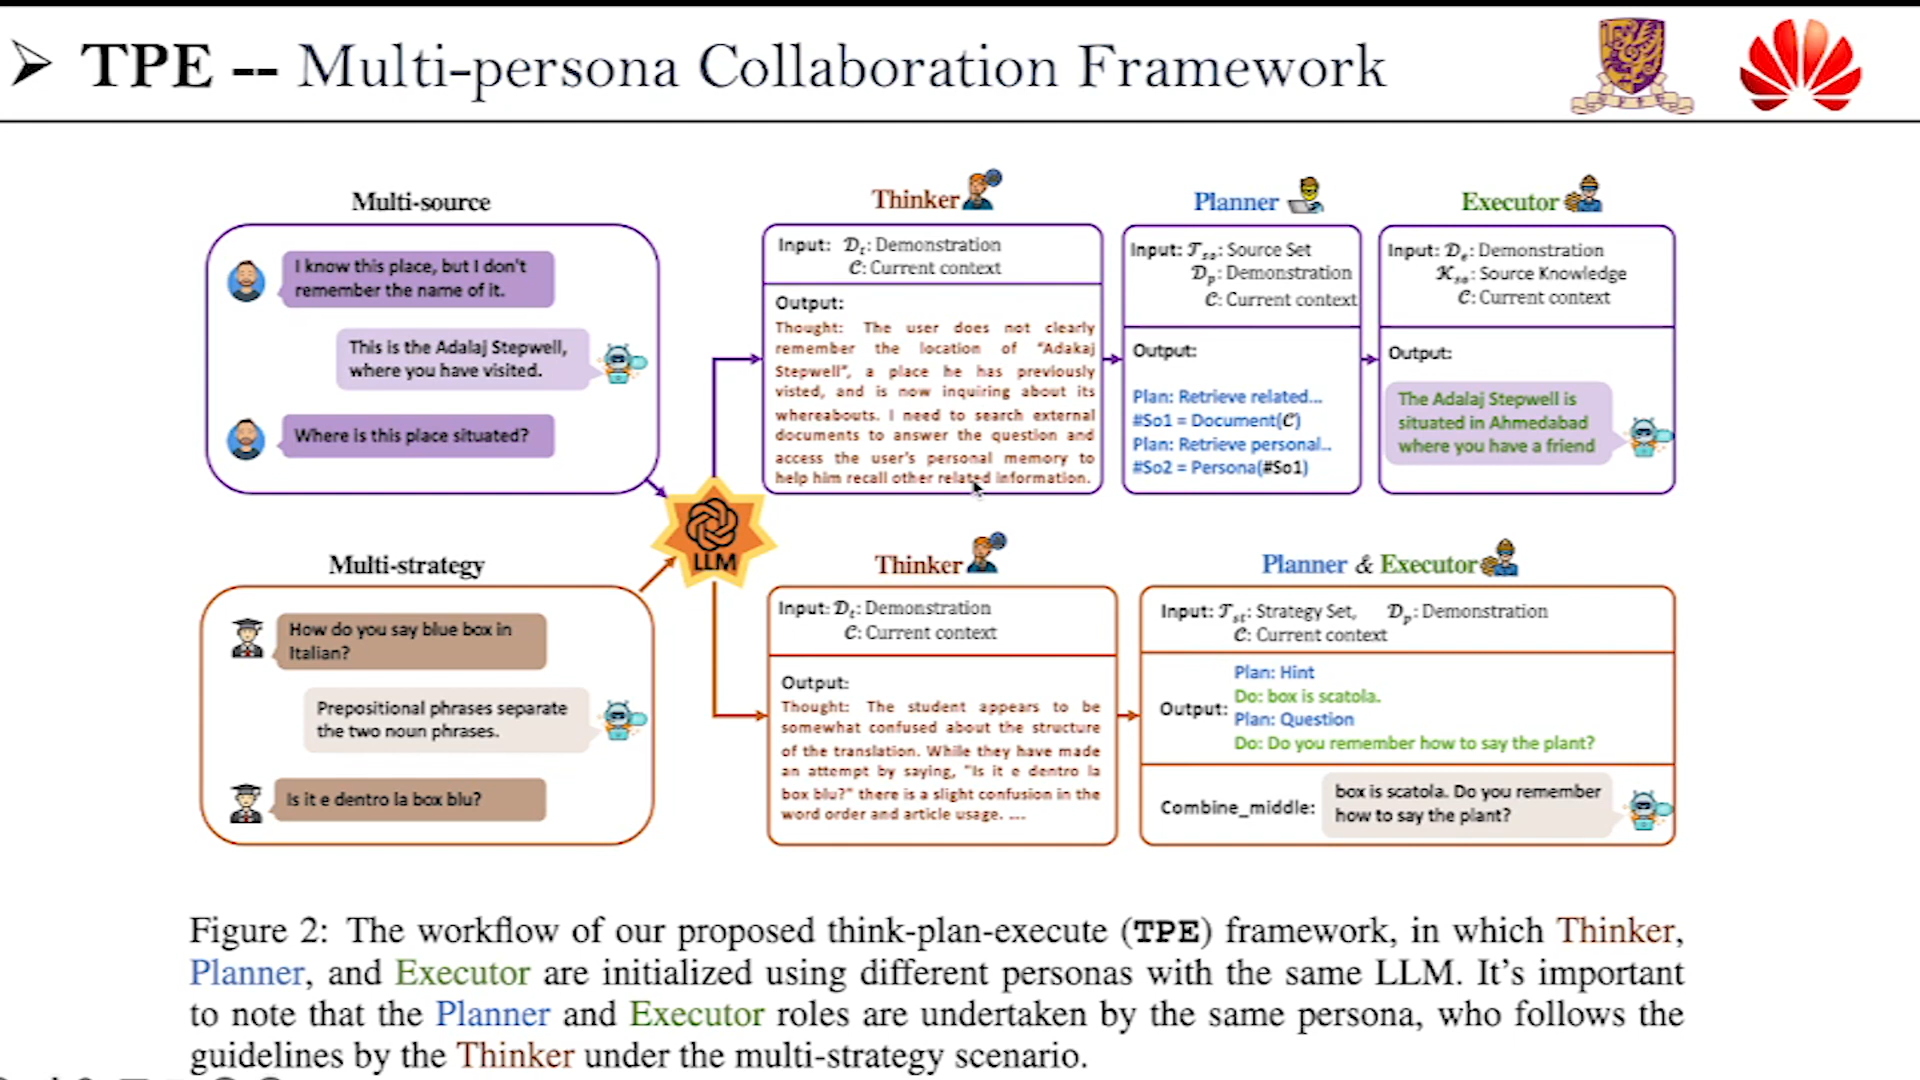 ➢ TPE -- Multi-persona Collaboration Framework
Multi-source
I know this place, but I don't
remember the name of it.
This is the Adalaj Stepwell,
where you have visited.
Where is this place situated?
Thinker
Input: 𝒟ₜ: Demonstration
𝒞: Current context
Output:
Thought: The user does not clearly
remember the location of "Adakaj
Stepwell", a place he has previously
visted, and is now inquiring about its
whereabouts. I need to search external
documents to answer the question and
access the user's personal memory to
help him recall other related information.
Planner
Input: 𝒯ₛₒ: Source Set
𝒟ₚ: Demonstration
𝒞: Current context
Output:
Plan: Retrieve related...
#So1 = Document(𝒞)
Plan: Retrieve personal..
#So2 = Persona(#So1)
Executor
Input: 𝒟ₑ: Demonstration
𝒦ₛₒ: Source Knowledge
𝒞: Current context
Output:
The Adalaj Stepwell is
situated in Ahmedabad
where you have a friend
LLM
Multi-strategy
How do you say blue box in
Italian?
Prepositional phrases separate
the two noun phrases.
Is it e dentro la box blu?
Thinker
Input: 𝒟ₜ: Demonstration
𝒞: Current context
Output:
Thought: The student appears to be
somewhat confused about the structure
of the translation. While they have made
an attempt by saying, "Is it e dentro la
box blu?" there is a slight confusion in the
word order and article usage. ....
Planner & Executor
Input: 𝒯ₛₜ: Strategy Set, 𝒟ₚ: Demonstration
𝒞: Current context
Output:
Plan: Hint
Do: box is scatola.
Plan: Question
Do: Do you remember how to say the plant?
Combine_middle:
box is scatola. Do you remember
how to say the plant?
Figure 2: The workflow of our proposed think-plan-execute (TPE) framework, in which Thinker,
Planner, and Executor are initialized using different personas with the same LLM. It's important
to note that the Planner and Executor roles are undertaken by the same persona, who follows the
guidelines by the Thinker under the multi-strategy scenario.